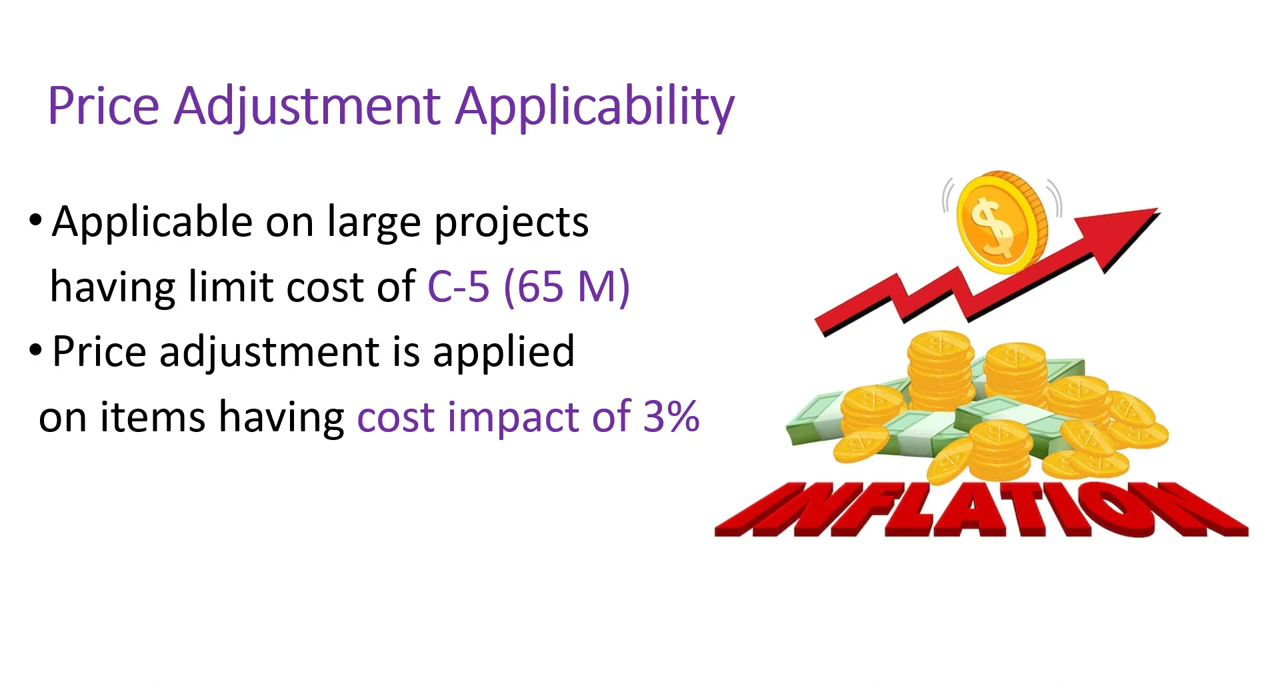 Price Adjustment Applicability
• Applicable on large projects
having limit cost of C-5 (65 M)
• Price adjustment is applied
on items having cost impact of 3%
INFLATION